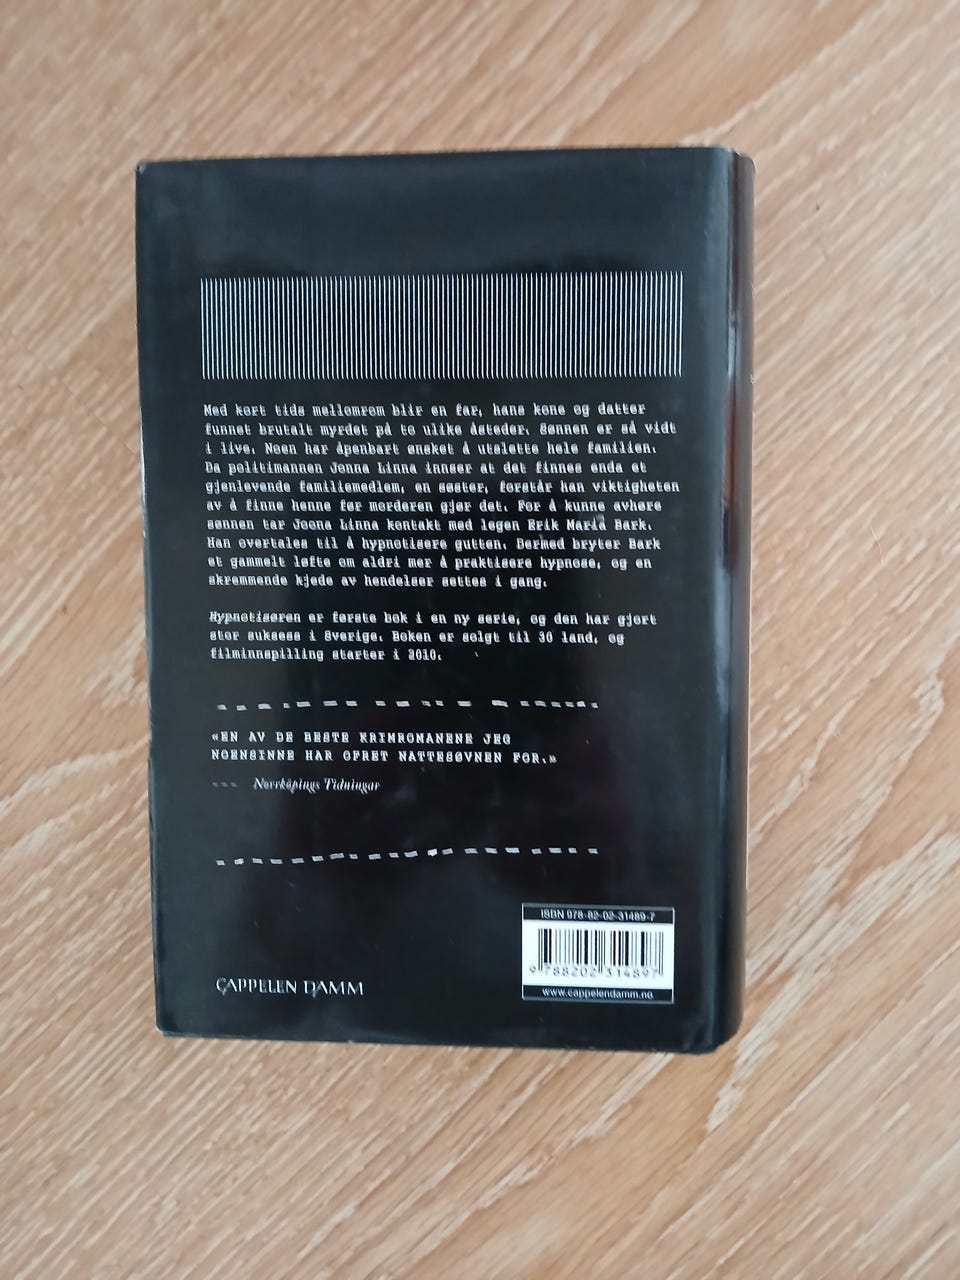 Med kort tids mellomrom blir en far, hans kone og datter
funnet brutalt myrdet på to ulike åsteder. Sønnen er så vidt
i live. Noen har åpenbart ønsket å utslette hele familien.
Da politimannen Joona Linna innser at det finnes enda et
gjenlevende familiemedlem, en søster, forstår han viktigheten
av å finne henne før morderen gjør det. For å kunne avhøre
sønnen tar Joona Linna kontakt med legen Erik Maria Bark.
Han overtales til å hypnotisere gutten. Dermed bryter Bark
et gammelt løfte om aldri mer å praktisere hypnose, og en
skremmende kjede av hendelser settes i gang.
Hypnotisøren er første bok i en ny serie, og den har gjort
stor suksess i Sverige. Boken er solgt til 30 land, og
filminnspilling starter i 2010.
«EN AV DE BESTE KRIMROMANENE JEG
NOENSINNE HAR OFRET NATTESØVNEN FOR.»
--- Norrköpings Tidningar
ISBN 978-82-02-31489-7
9 788202 314897
www.cappelendamm.no
CAPPELEN DAMM